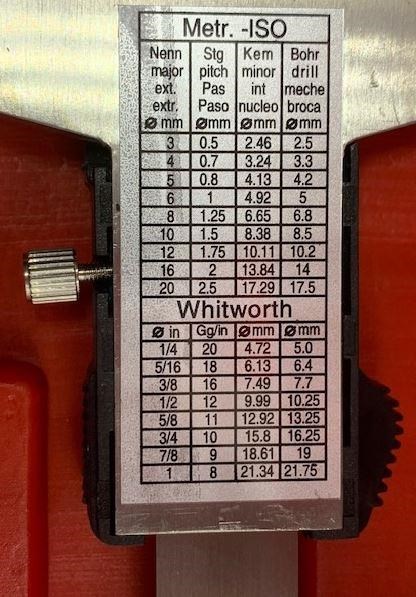 Metr. -ISO
Nenn Stg Kern Bohr
major pitch minor drill
ext. Pas int meche
extr. Paso nucleo broca
Ø mm Ømm Ø mm Ø mm
3 0.5 2.46 2.5
4 0.7 3.24 3.3
5 0.8 4.13 4.2
6 1 4.92 5
8 1.25 6.65 6.8
10 1.5 8.38 8.5
12 1.75 10.11 10.2
16 2 13.84 14
20 2.5 17.29 17.5
Whitworth
Ø in Gg/in Ø mm Ø mm
1/4 20 4.72 5.0
5/16 18 6.13 6.4
3/8 16 7.49 7.7
1/2 12 9.99 10.25
5/8 11 12.92 13.25
3/4 10 15.8 16.25
7/8 9 18.61 19
1 8 21.34 21.75